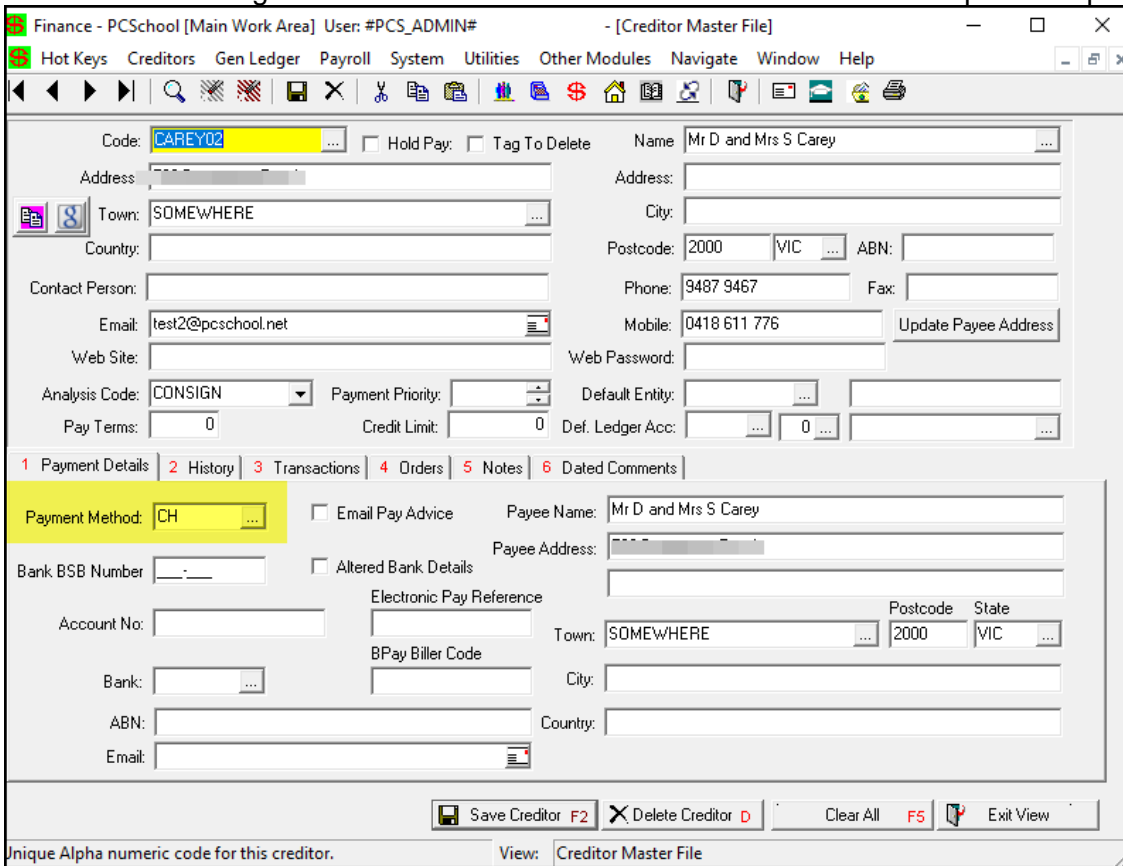 Finance - PCSchool [Main Work Area] User: #PCS_ADMIN# - [Creditor Master File]
Hot Keys Creditors Gen Ledger Payroll System Utilities Other Modules Navigate Window Help
Code: CAREY02 ... Hold Pay: Tag To Delete Name Mr D and Mrs S Carey ...
Address Address:
Town: SOMEWHERE ... City:
Country: Postcode: 2000 VIC ... ABN:
Contact Person: Phone: 9487 9467 Fax:
Email: test2@pcschool.net Mobile: 0418 611 776 Update Payee Address
Web Site: Web Password:
Analysis Code: CONSIGN Payment Priority: Default Entity: ...
Pay Terms: 0 Credit Limit: 0 Def. Ledger Acc: ... 0 ... ...
1 Payment Details 2 History 3 Transactions 4 Orders 5 Notes 6 Dated Comments
Payment Method: CH ... Email Pay Advice Payee Name: Mr D and Mrs S Carey
Payee Address:
Bank BSB Number ___-___ Altered Bank Details
Electronic Pay Reference
Postcode State
Account No: Town: SOMEWHERE ... 2000 VIC ...
BPay Biller Code
Bank: ... City:
ABN: Country:
Email:
Save Creditor F2 Delete Creditor D Clear All F5 Exit View
Unique Alpha numeric code for this creditor. View: Creditor Master File